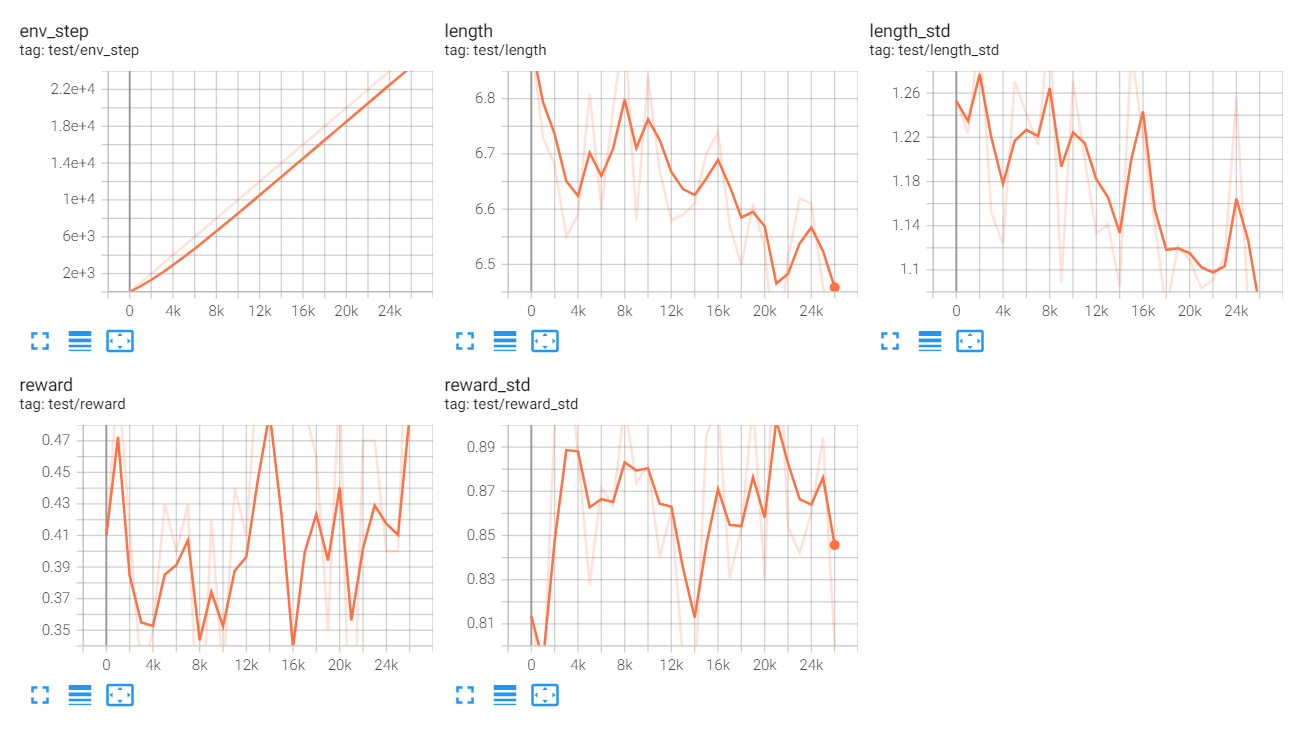 env_step
tag: test/env_step
2.2e+4
1.8e+4
1.4e+4
1e+4
6e+3
2e+3
0 4k 8k 12k 16k 20k 24k
length
tag: test/length
6.8
6.7
6.6
6.5
0 4k 8k 12k 16k 20k 24k
length_std
tag: test/length_std
1.26
1.22
1.18
1.14
1.1
0 4k 8k 12k 16k 20k 24k
reward
tag: test/reward
0.47
0.45
0.43
0.41
0.39
0.37
0.35
0 4k 8k 12k 16k 20k 24k
reward_std
tag: test/reward_std
0.89
0.87
0.85
0.83
0.81
0 4k 8k 12k 16k 20k 24k